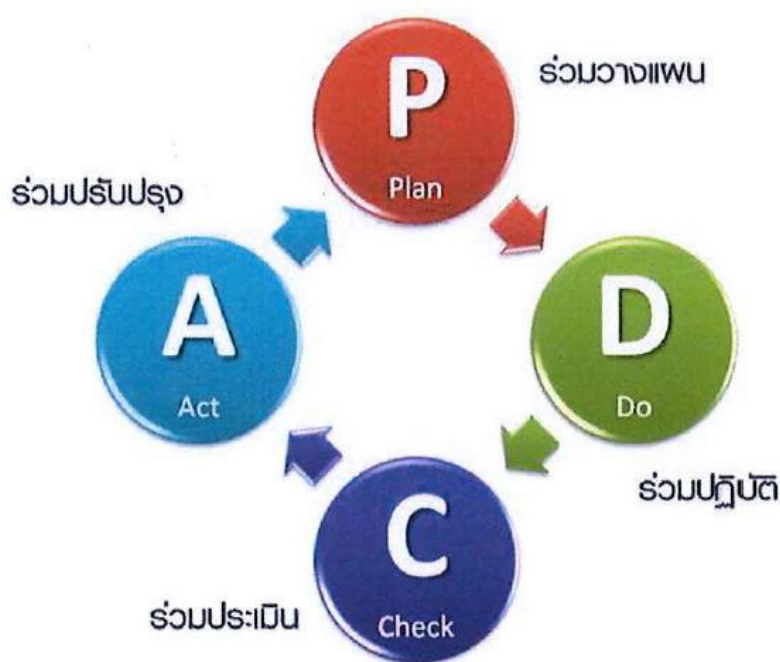 P
Plan
ร่วมวางแผน
D
Do
ร่วมปฏิบัติ
C
Check
ร่วมประเมิน
A
Act
ร่วมปรับปรุง